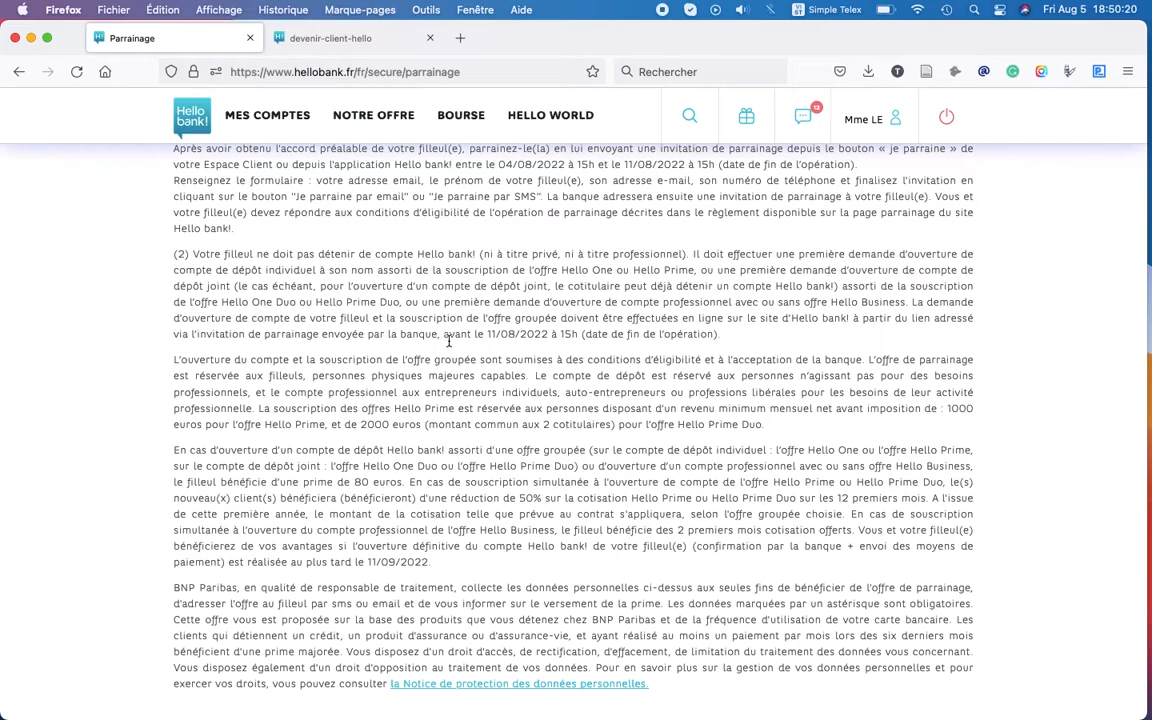 Firefox Fichier Édition Affichage Historique Marque-pages Outils Fenêtre Aide VI ST Simple Telex Fri Aug 5 18:50:20
Parrainage devenir-client-hello
https://www.hellobank.fr/fr/secure/parrainage Rechercher
Hello bank! MES COMPTES NOTRE OFFRE BOURSE HELLO WORLD 12 Mme LE
Après avoir obtenu l'accord préalable de votre filleul(e), parrainez-le(la) en lui envoyant une invitation de parrainage depuis le bouton « je parraine » de
votre Espace Client ou depuis l'application Hello bank! entre le 04/08/2022 à 15h et le 11/08/2022 à 15h (date de fin de l'opération).
Renseignez le formulaire : votre adresse email, le prénom de votre filleul(e), son adresse e-mail, son numéro de téléphone et finalisez l'invitation en
cliquant sur le bouton "Je parraine par email" ou "Je parraine par SMS". La banque adressera ensuite une invitation de parrainage à votre filleul(e). Vous et
votre filleul(e) devez répondre aux conditions d'éligibilité de l'opération de parrainage décrites dans le règlement disponible sur la page parrainage du site
Hello bank!.
(2) Votre filleul ne doit pas détenir de compte Hello bank! (ni à titre privé, ni à titre professionnel). Il doit effectuer une première demande d'ouverture de
compte de dépôt individuel à son nom assorti de la souscription de l'offre Hello One ou Hello Prime, ou une première demande d'ouverture de compte de
dépôt joint (le cas échéant, pour l'ouverture d'un compte de dépôt joint, le cotitulaire peut déjà détenir un compte Hello bank!) assorti de la souscription
de l'offre Hello One Duo ou Hello Prime Duo, ou une première demande d'ouverture de compte professionnel avec ou sans offre Hello Business. La demande
d'ouverture de compte de votre filleul et la souscription de l'offre groupée doivent être effectuées en ligne sur le site d'Hello bank! à partir du lien adressé
via l'invitation de parrainage envoyée par la banque, avant le 11/08/2022 à 15h (date de fin de l'opération).
L'ouverture du compte et la souscription de l'offre groupée sont soumises à des conditions d'éligibilité et à l'acceptation de la banque. L'offre de parrainage
est réservée aux filleuls, personnes physiques majeures capables. Le compte de dépôt est réservé aux personnes n'agissant pas pour des besoins
professionnels, et le compte professionnel aux entrepreneurs individuels, auto-entrepreneurs ou professions libérales pour les besoins de leur activité
professionnelle. La souscription des offres Hello Prime est réservée aux personnes disposant d'un revenu minimum mensuel net avant imposition de : 1000
euros pour l'offre Hello Prime, et de 2000 euros (montant commun aux 2 cotitulaires) pour l'offre Hello Prime Duo.
En cas d'ouverture d'un compte de dépôt Hello bank! assorti d'une offre groupée (sur le compte de dépôt individuel : l'offre Hello One ou Hello Prime,
sur le compte de dépôt joint : l'offre Hello One Duo ou l'offre Hello Prime Duo) ou d'ouverture d'un compte professionnel avec ou sans offre Hello Business,
le filleul bénéficie d'une prime de 80 euros. En cas de souscription simultanée à l'ouverture de compte de l'offre Hello Prime ou Hello Prime Duo, le(s)
nouveau(x) client(s) bénéficiera (bénéficieront) d'une réduction de 50% sur la cotisation Hello Prime ou Hello Prime Duo sur les 12 premiers mois. A l'issue
de cette première année, le montant de la cotisation telle que prévue au contrat s'appliquera, selon l'offre groupée choisie. En cas de souscription
simultanée à l'ouverture du compte professionnel de l'offre Hello Business, le filleul bénéficie des 2 premiers mois cotisation offerts. Vous et votre filleul(e)
bénéficierez de vos avantages si l'ouverture définitive du compte Hello bank! de votre filleul(e) (confirmation par la banque + envoi des moyens de
paiement) est réalisée au plus tard le 11/09/2022.
BNP Paribas, en qualité de responsable de traitement, collecte les données personnelles ci-dessus aux seules fins de bénéficier de l'offre de parrainage,
d'adresser l'offre au filleul par sms ou email et de vous informer sur le versement de la prime. Les données marquées par un astérisque sont obligatoires.
Cette offre vous est proposée sur la base des produits que vous détenez chez BNP Paribas et de la fréquence d'utilisation de votre carte bancaire. Les
clients qui détiennent un crédit, un produit d'assurance ou d'assurance-vie, et ayant réalisé au moins un paiement par mois lors des six derniers mois
bénéficient d'une prime majorée. Vous disposez d'un droit d'accès, de rectification, d'effacement, de limitation du traitement des données vous concernant.
Vous disposez également d'un droit d'opposition au traitement de vos données. Pour en savoir plus sur la gestion de vos données personnelles et pour
exercer vos droits, vous pouvez consulter la Notice de protection des données personnelles.